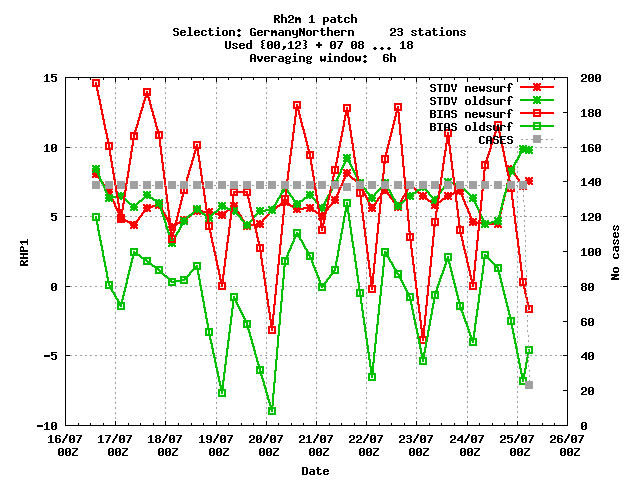 Rh2m 1 patch
Selection: GermanyNorthern 23 stations
Used {00,12} + 07 08 ... 18
Averaging window: 6h
STDV newsurf
STDV oldsurf
BIAS newsurf
BIAS oldsurf
CASES
15
10
5
0
-5
-10
RHP1
200
180
160
140
120
100
80
60
40
20
0
No cases
16/07 17/07 18/07 19/07 20/07 21/07 22/07 23/07 24/07 25/07 26/07
00Z 00Z 00Z 00Z 00Z 00Z 00Z 00Z 00Z 00Z 00Z
Date